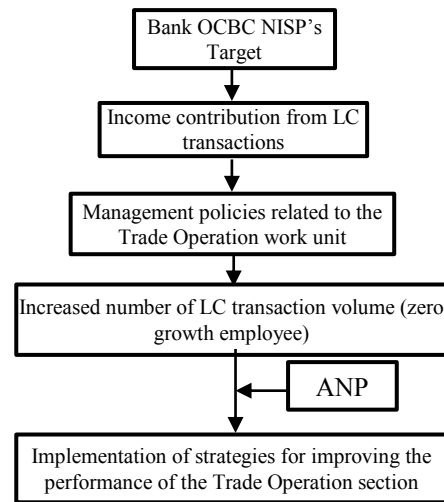 Bank OCBC NISP's
Target
Income contribution from LC
transactions
Management policies related to the
Trade Operation work unit
Increased number of LC transaction volume (zero
growth employee)
ANP
Implementation of strategies for improving the
performance of the Trade Operation section